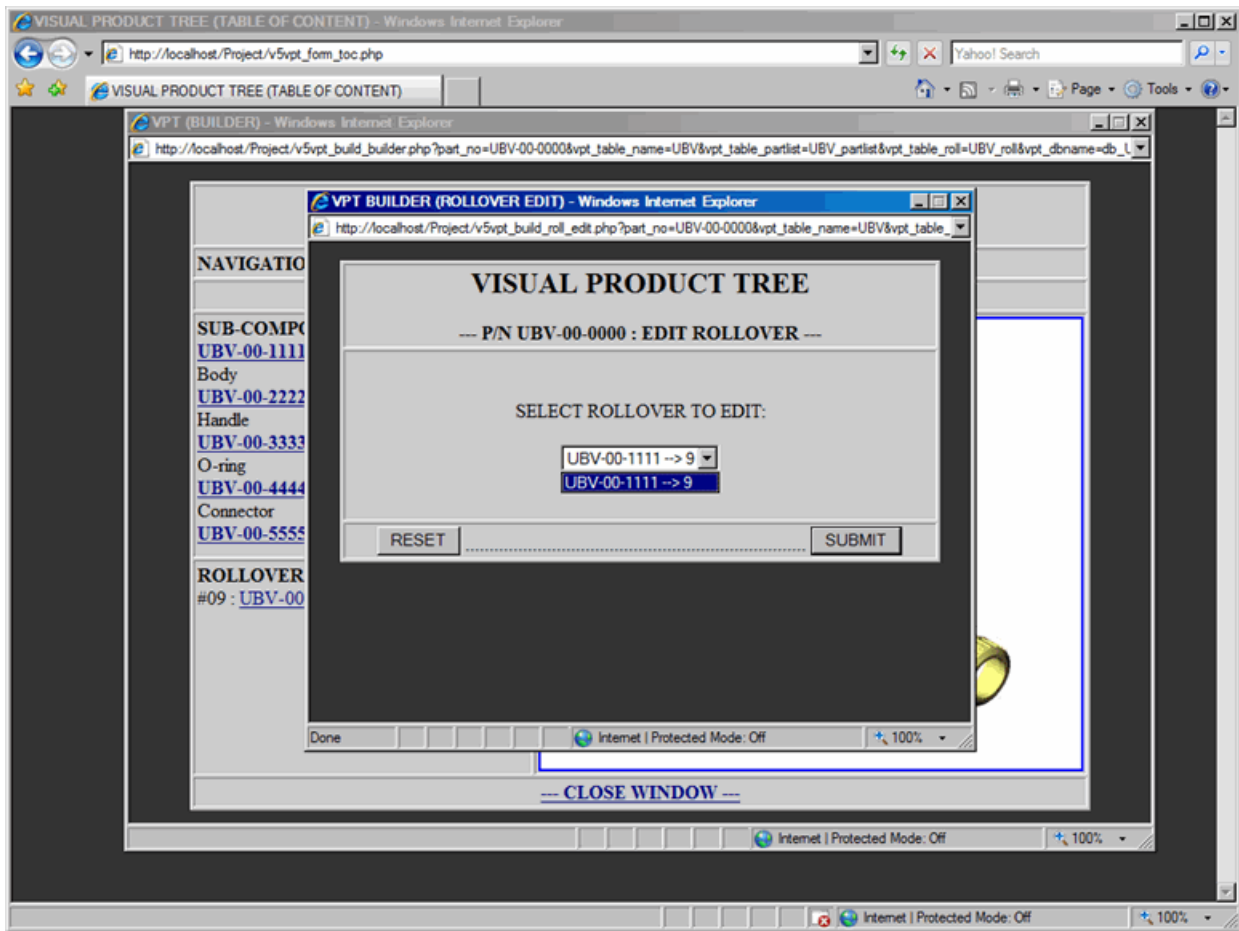 VISUAL PRODUCT TREE (TABLE OF CONTENT) - Windows Internet Explorer
http://localhost/Project/v5vpt_form_toc.php
Yahoo! Search
VISUAL PRODUCT TREE (TABLE OF CONTENT)
Page
Tools
VPT (BUILDER) - Windows Internet Explorer
http://localhost/Project/v5vpt_build_builder.php?part_no=UBV-00-0000&vpt_table_name=UBV&vpt_table_partlist=UBV_partlist&vpt_table_roll=UBV_roll&vpt_dbname=db_U
VPT BUILDER (ROLLOVER EDIT) - Windows Internet Explorer
http://localhost/Project/v5vpt_build_roll_edit.php?part_no=UBV-00-0000&vpt_table_name=UBV&vpt_table_
NAVIGATIO
SUB-COMPO
UBV-00-1111
Body
UBV-00-2222
Handle
UBV-00-3333
O-ring
UBV-00-4444
Connector
UBV-00-5555
ROLLOVER
#09 : UBV-00
VISUAL PRODUCT TREE
--- P/N UBV-00-0000 : EDIT ROLLOVER ---
SELECT ROLLOVER TO EDIT:
UBV-00-1111 --> 9
UBV-00-1111 --> 9
RESET
SUBMIT
Done
Internet | Protected Mode: Off
100%
--- CLOSE WINDOW ---
Internet | Protected Mode: Off
100%
Internet | Protected Mode: Off
100%